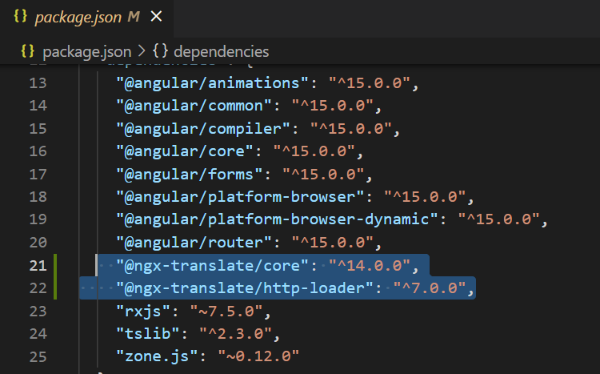 {} package.json M ×
{} package.json > {} dependencies
"dependencies": {
13 "@angular/animations": "^15.0.0",
14 "@angular/common": "^15.0.0",
15 "@angular/compiler": "^15.0.0",
16 "@angular/core": "^15.0.0",
17 "@angular/forms": "^15.0.0",
18 "@angular/platform-browser": "^15.0.0",
19 "@angular/platform-browser-dynamic": "^15.0.0",
20 "@angular/router": "^15.0.0",
21 "@ngx-translate/core": "^14.0.0",
22 "@ngx-translate/http-loader": "^7.0.0",
23 "rxjs": "~7.5.0",
24 "tslib": "^2.3.0",
25 "zone.js": "~0.12.0"